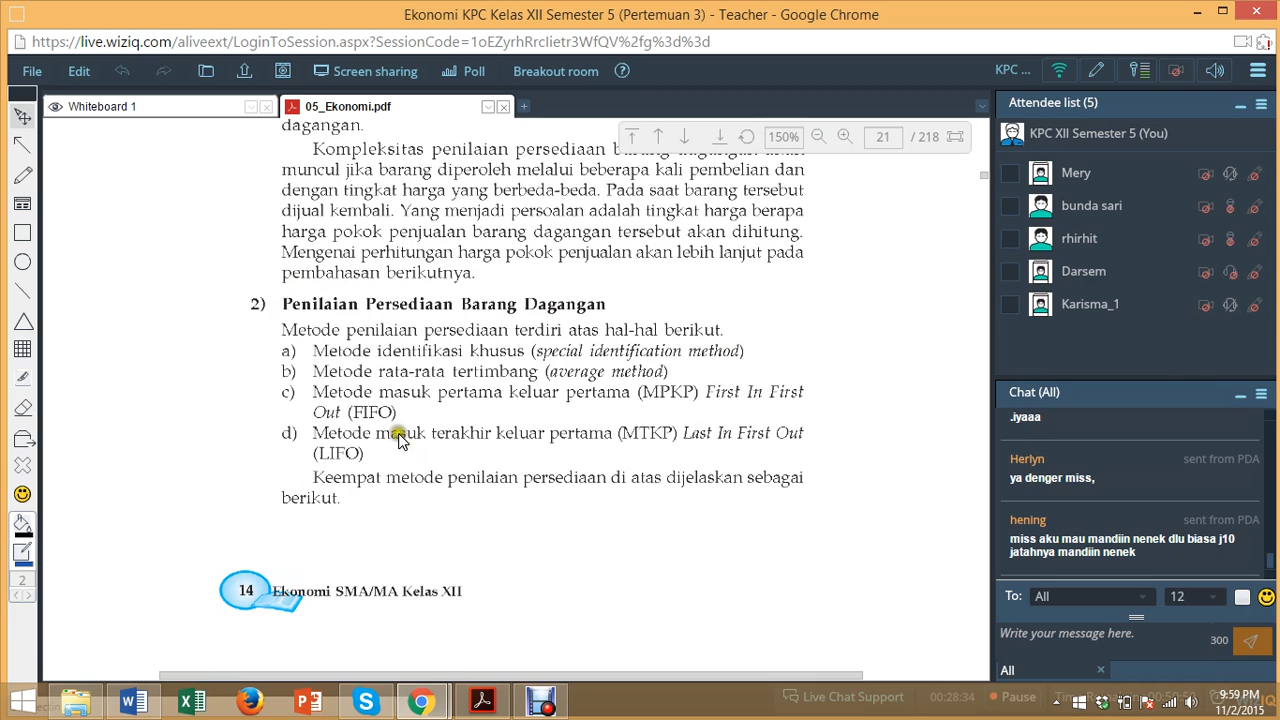 Ekonomi KPC Kelas XII Semester 5 (Pertemuan 3) - Teacher - Google Chrome
https://live.wiziq.com/aliveext/LoginToSession.aspx?SessionCode=1oEZyrhRrcIietr3WfQV%2fg%3d%3d
File Edit Screen sharing Poll Breakout room KPC ...
Whiteboard 1 05_Ekonomi.pdf
150% 21 / 218
dagangan.
Kompleksitas penilaian persediaan
muncul jika barang diperoleh melalui beberapa kali pembelian dan
dengan tingkat harga yang berbeda-beda. Pada saat barang tersebut
dijual kembali. Yang menjadi persoalan adalah tingkat harga berapa
harga pokok penjualan barang dagangan tersebut akan dihitung.
Mengenai perhitungan harga pokok penjualan akan lebih lanjut pada
pembahasan berikutnya.
2) Penilaian Persediaan Barang Dagangan
Metode penilaian persediaan terdiri atas hal-hal berikut.
a) Metode identifikasi khusus (special identification method)
b) Metode rata-rata tertimbang (average method)
c) Metode masuk pertama keluar pertama (MPKP) First In First
Out (FIFO)
d) Metode masuk terakhir keluar pertama (MTKP) Last In First Out
(LIFO)
Keempat metode penilaian persediaan di atas dijelaskan sebagai
berikut.
14 Ekonomi SMA/MA Kelas XII
2
Attendee list (5)
KPC XII Semester 5 (You)
Mery
bunda sari
rhirhit
Darsem
Karisma_1
Chat (All)
.iyaaa
Herlyn sent from PDA
ya denger miss,
hening sent from PDA
miss aku mau mandiin nenek dlu biasa j10
jatahnya mandiin nenek
To: All 12
Write your message here. 300
All
Live Chat Support 00:28:34 Pause
9:59 PM
11/2/2015